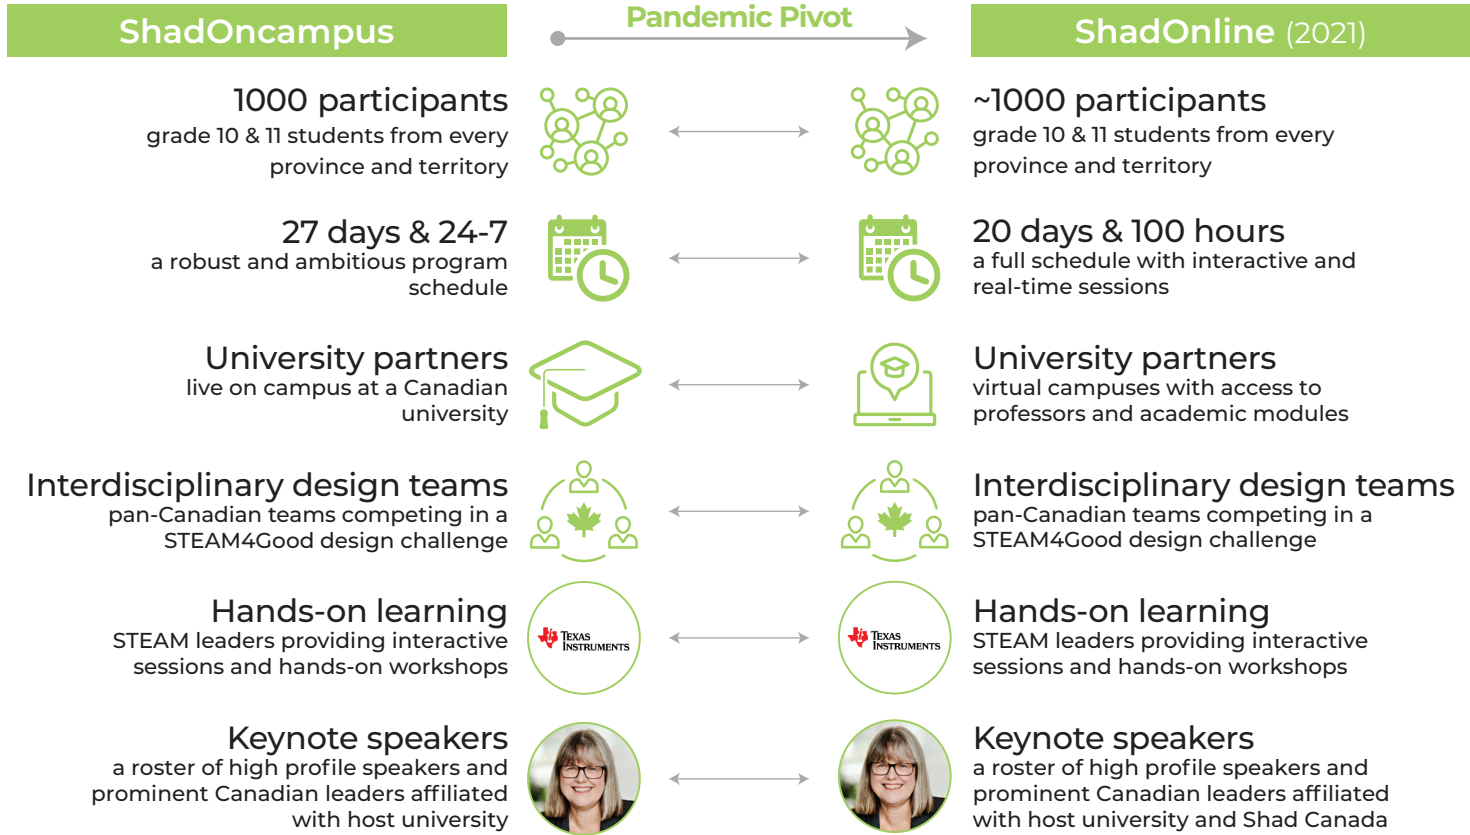 ShadOncampus
Pandemic Pivot
ShadOnline (2021)
1000 participants
grade 10 & 11 students from every
province and territory
~1000 participants
grade 10 & 11 students from every
province and territory
27 days & 24-7
a robust and ambitious program
schedule
20 days & 100 hours
a full schedule with interactive and
real-time sessions
University partners
live on campus at a Canadian
university
University partners
virtual campuses with access to
professors and academic modules
Interdisciplinary design teams
pan-Canadian teams competing in a
STEAM4Good design challenge
Interdisciplinary design teams
pan-Canadian teams competing in a
STEAM4Good design challenge
Hands-on learning
STEAM leaders providing interactive
sessions and hands-on workshops
TEXAS
INSTRUMENTS
TEXAS
INSTRUMENTS
Hands-on learning
STEAM leaders providing interactive
sessions and hands-on workshops
Keynote speakers
a roster of high profile speakers and
prominent Canadian leaders affiliated
with host university
Keynote speakers
a roster of high profile speakers and
prominent Canadian leaders affiliated
with host university and Shad Canada